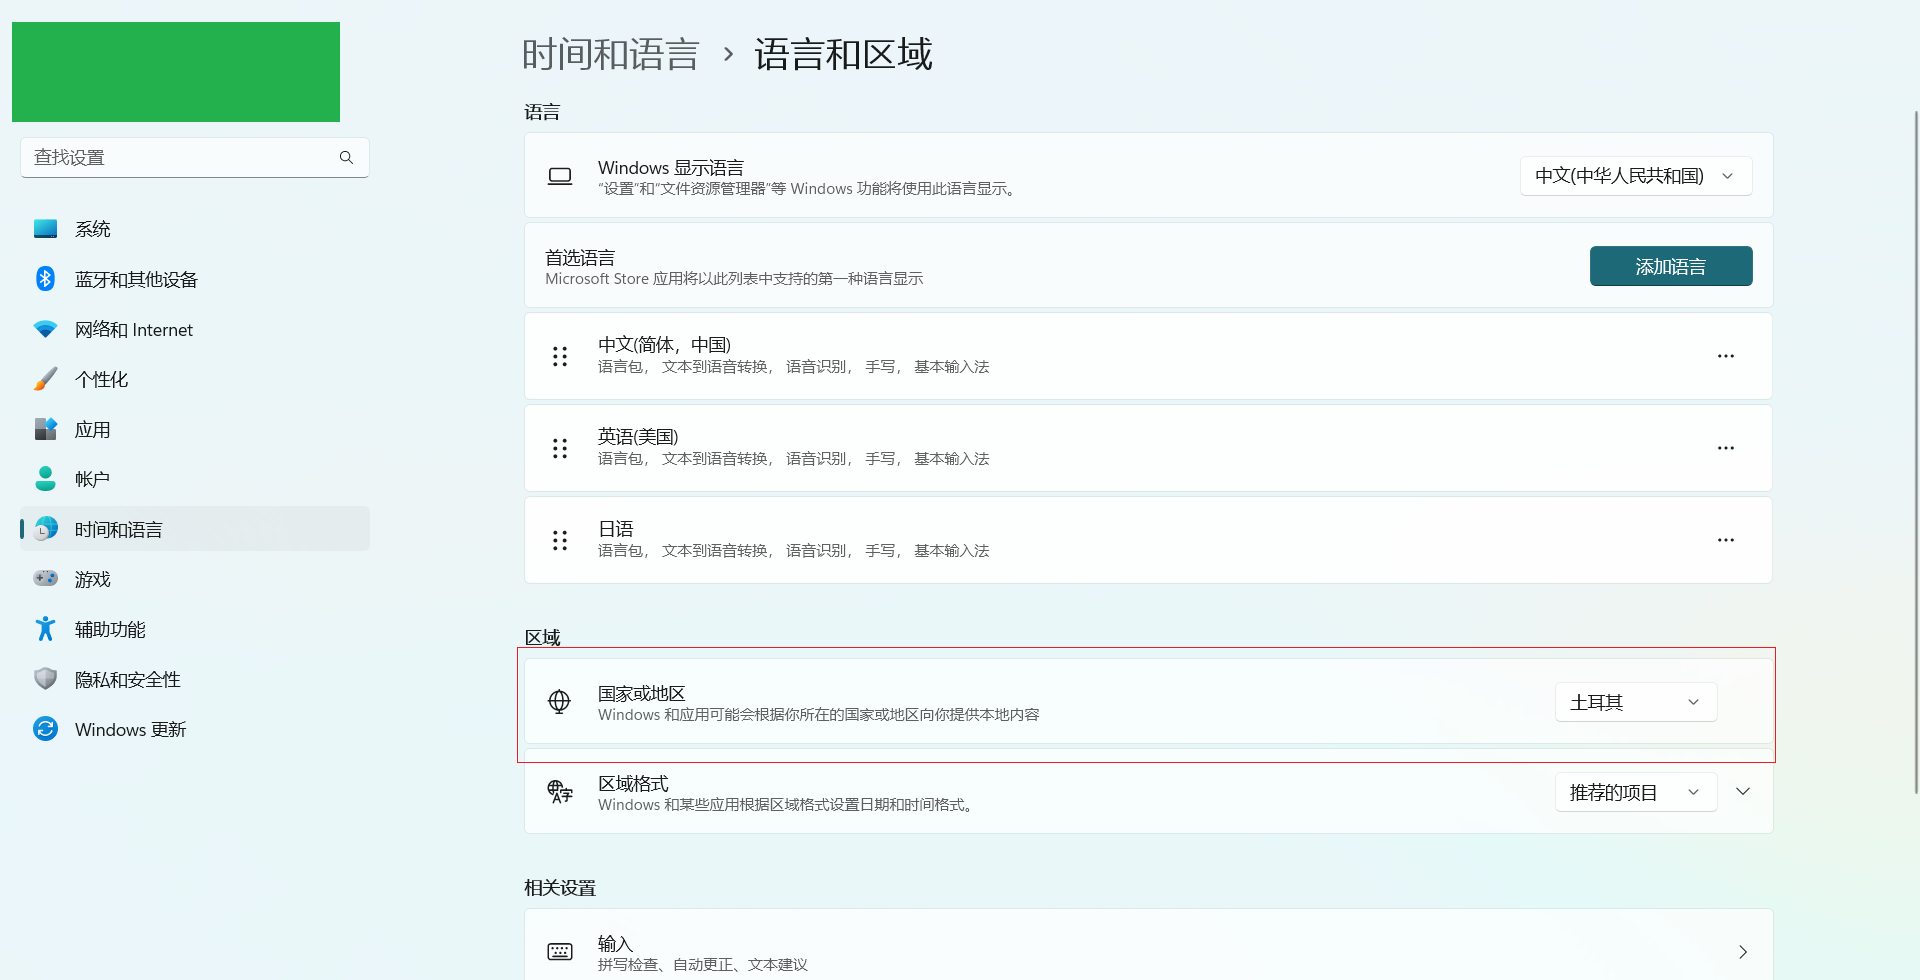 时间和语言 › 语言和区域
查找设置
系统
蓝牙和其他设备
网络和 Internet
个性化
应用
帐户
时间和语言
游戏
辅助功能
隐私和安全性
Windows 更新
语言
Windows 显示语言
“设置”和“文件资源管理器”等 Windows 功能将使用此语言显示。
中文(中华人民共和国)
首选语言
Microsoft Store 应用将以此列表中支持的第一种语言显示
添加语言
中文(简体，中国)
语言包， 文本到语音转换， 语音识别， 手写， 基本输入法
英语(美国)
语言包， 文本到语音转换， 语音识别， 手写， 基本输入法
日语
语言包， 文本到语音转换， 语音识别， 手写， 基本输入法
区域
国家或地区
Windows 和应用可能会根据你所在的国家或地区向你提供本地内容
土耳其
区域格式
Windows 和某些应用根据区域格式设置日期和时间格式。
推荐的项目
相关设置
输入
拼写检查、自动更正、文本建议